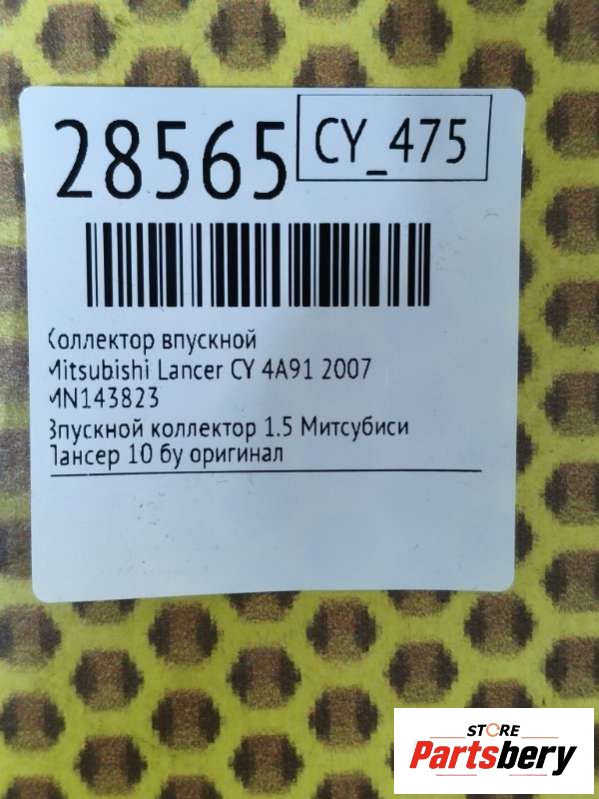 28565
CY_475
Коллектор впускной
Mitsubishi Lancer CY 4A91 2007
MN143823
Впускной коллектор 1.5 Митсубиси
Лансер 10 бу оригинал
STORE
Partsbery